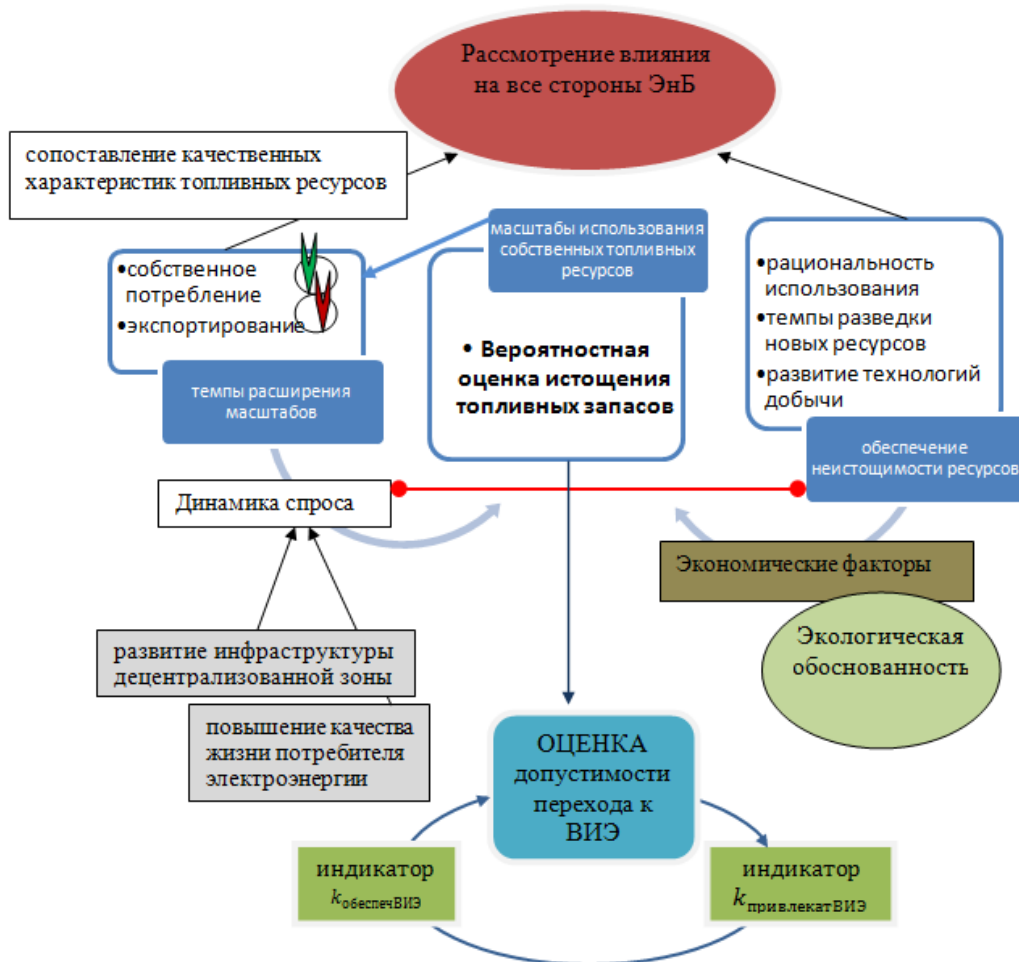 Рассмотрение влияния
на все стороны ЭнБ
сопоставление качественных
характеристик топливных ресурсов
•собственное
потребление
•экспортирование
темпы расширения
масштабов
масштабы использования
собственных топливных
ресурсов
• Вероятностная
оценка истощения
топливных запасов
•рациональность
использования
•темпы разведки
новых ресурсов
•развитие технологий
добычи
обеспечение
неистощимости ресурсов
Динамика спроса
Экономические факторы
Экологическая
обоснованность
развитие инфраструктуры
децентрализованной зоны
повышение качества
жизни потребителя
электроэнергии
ОЦЕНКА
допустимости
перехода к
ВИЭ
индикатор
k обеспечВИЭ
индикатор
k привлекатВИЭ